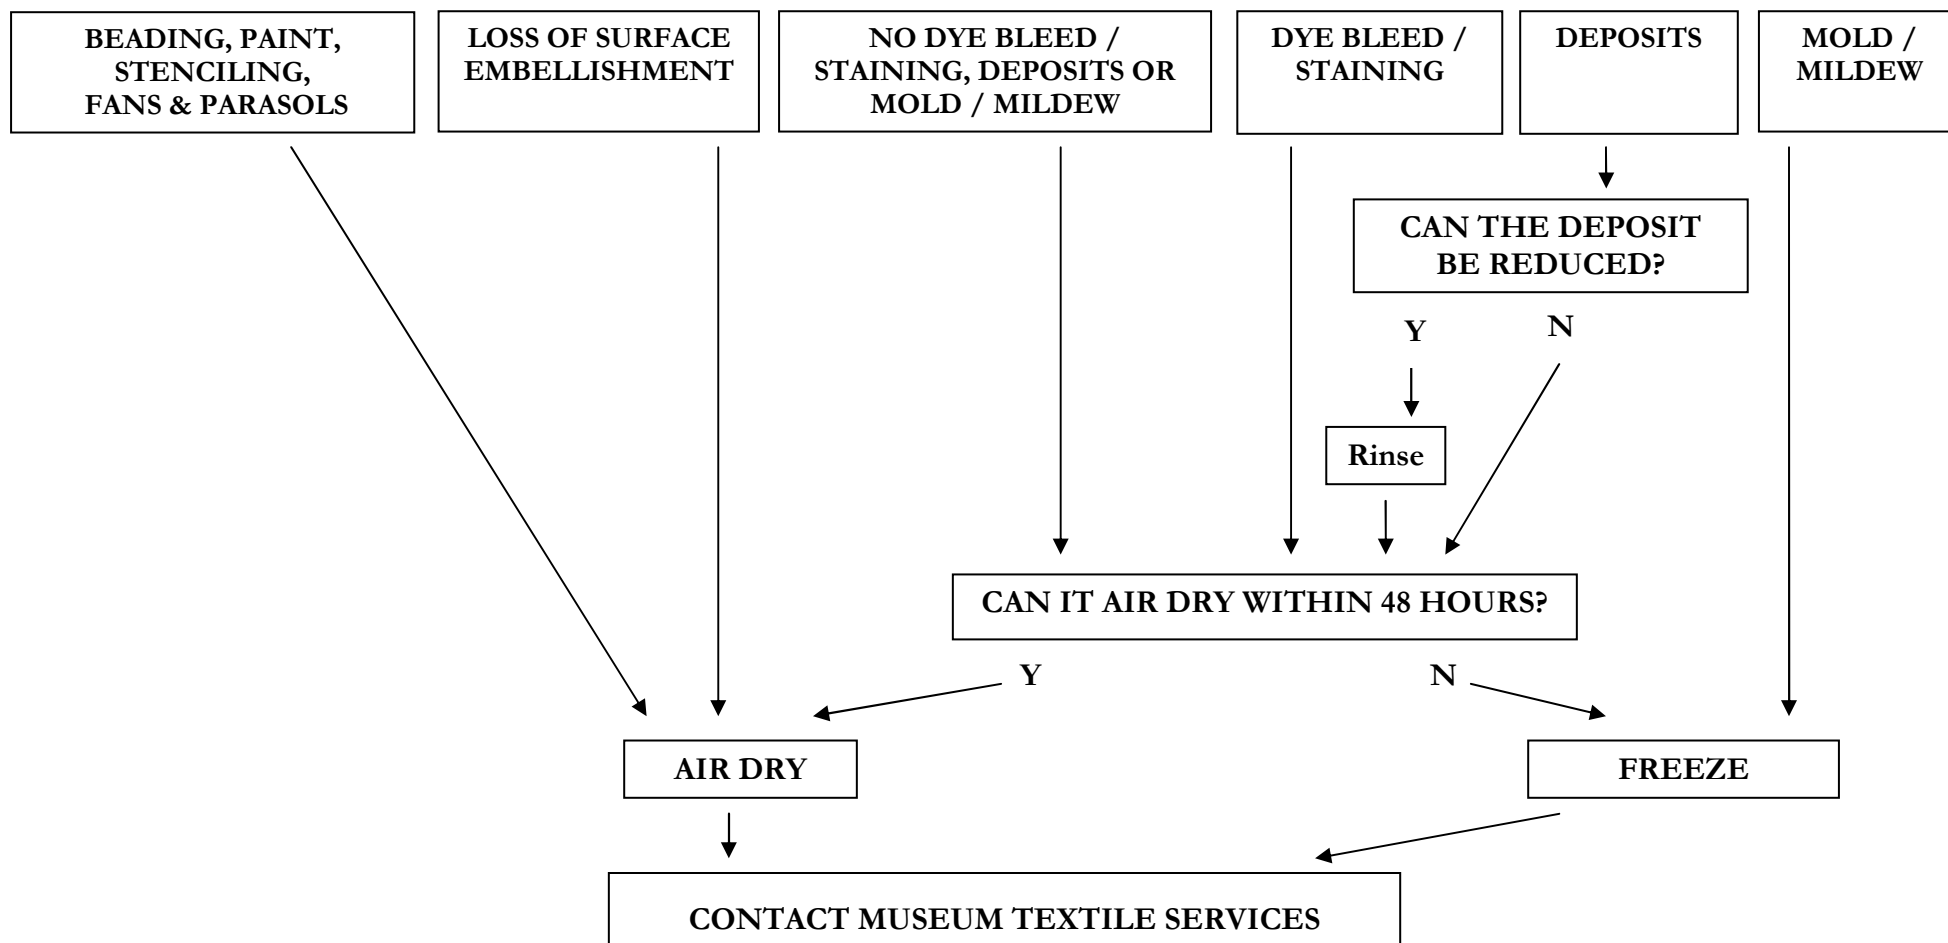 BEADING, PAINT,
STENCILING,
FANS & PARASOLS
LOSS OF SURFACE
EMBELLISHMENT
NO DYE BLEED /
STAINING, DEPOSITS OR
MOLD / MILDEW
DYE BLEED /
STAINING
DEPOSITS
MOLD /
MILDEW
CAN THE DEPOSIT
BE REDUCED?
Y
N
Rinse
CAN IT AIR DRY WITHIN 48 HOURS?
Y
N
AIR DRY
FREEZE
CONTACT MUSEUM TEXTILE SERVICES